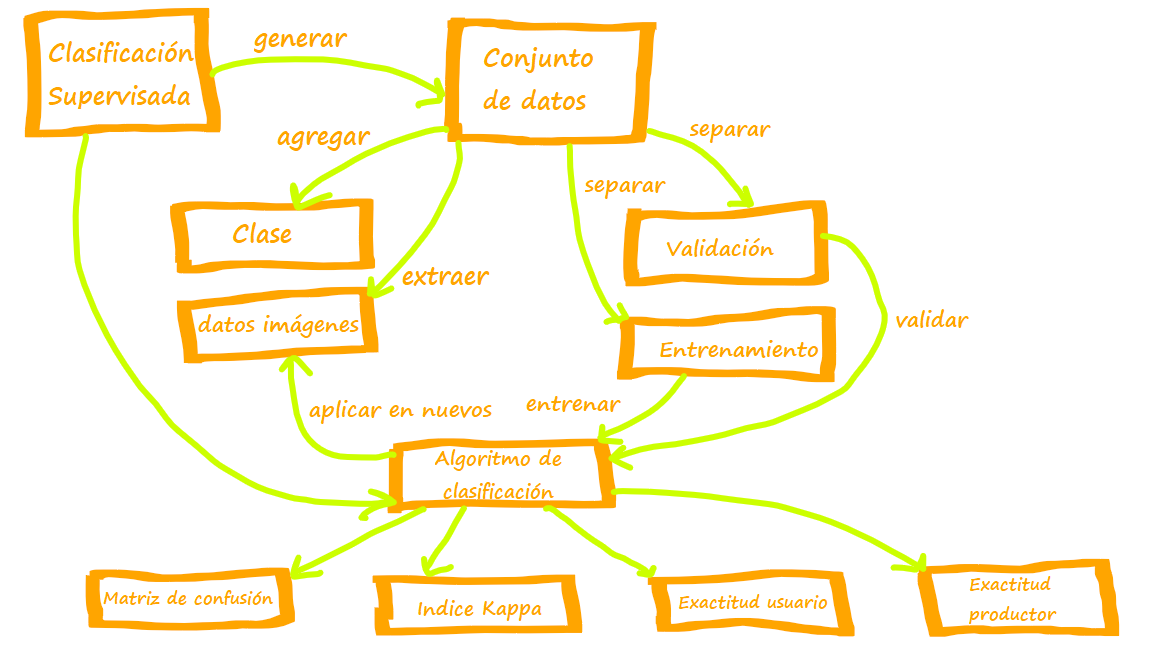 Clasificación
Supervisada
generar
Conjunto
de datos
agregar
separar
separar
Clase
Validación
extraer
datos imágenes
validar
Entrenamiento
aplicar en nuevos
entrenar
Algoritmo de
clasificación
Matriz de confusión
Indice Kappa
Exactitud usuario
Exactitud
productor